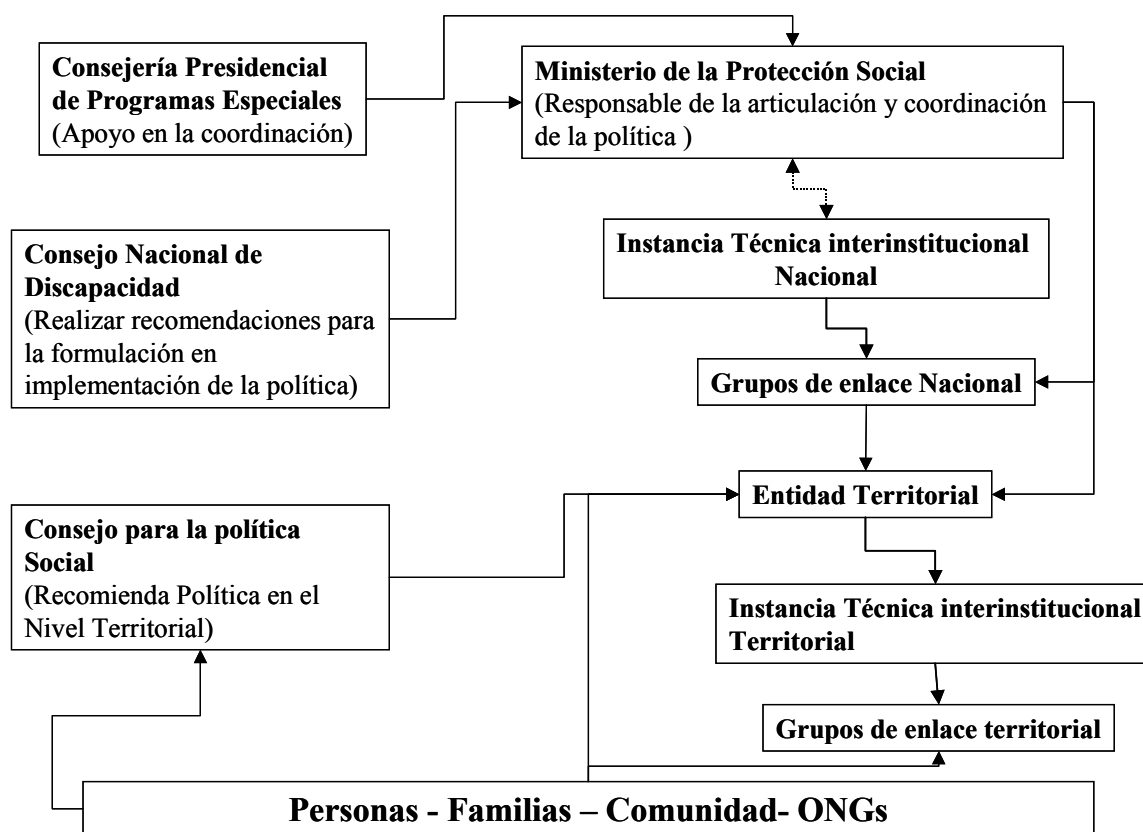 Consejería Presidencial
de Programas Especiales
(Apoyo en la coordinación)
Ministerio de la Protección Social
(Responsable de la articulación y coordinación
de la política )
Consejo Nacional de
Discapacidad
(Realizar recomendaciones para
la formulación en
implementación de la política)
Instancia Técnica interinstitucional
Nacional
Grupos de enlace Nacional
Entidad Territorial
Consejo para la política
Social
(Recomienda Política en el
Nivel Territorial)
Instancia Técnica interinstitucional
Territorial
Grupos de enlace territorial
Personas - Familias – Comunidad- ONGs